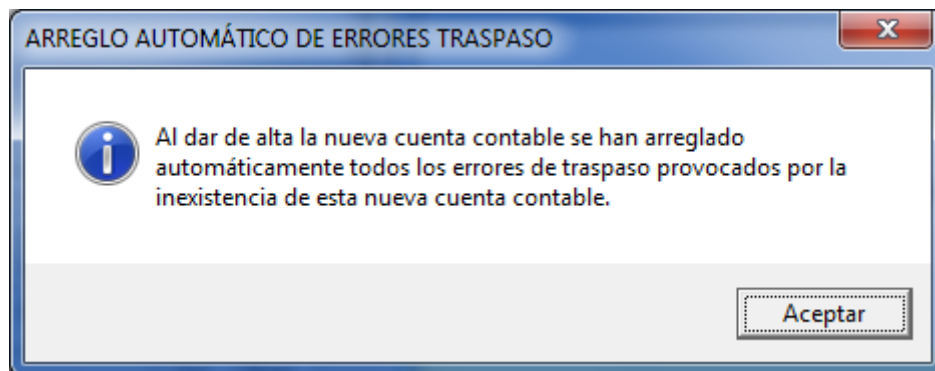 ARREGLO AUTOMÁTICO DE ERRORES TRASPASO
Al dar de alta la nueva cuenta contable se han arreglado
automáticamente todos los errores de traspaso provocados por la
inexistencia de esta nueva cuenta contable.
Aceptar